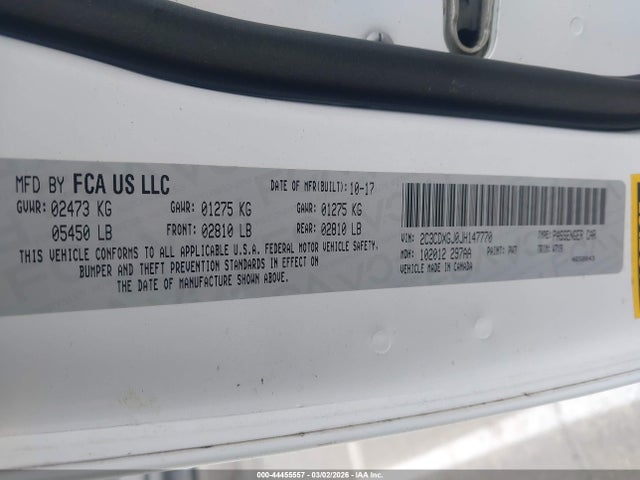 MFD BY FCA US LLC
DATE OF MFR(BUILT): 10-17
GVWR: 02473 KG
GAWR: 01275 KG
GAWR: 01275 KG
05450 LB
FRONT: 02810 LB
REAR: 02810 LB
THIS VEHICLE CONFORMS TO ALL APPLICABLE U.S.A. FEDERAL MOTOR VEHICLE SAFETY,
BUMPER AND THEFT PREVENTION STANDARDS IN EFFECT ON
THE DATE OF MANUFACTURE SHOWN ABOVE.
VIN: 2C3CDXGJ0JH147770
TYPE: PASSENGER CAR
MDH: 102012 297AA
PAINT: PW7
TRIM:
VEHICLE MADE IN CANADA
000-44455557 | 03/02/2026 - IAA, Inc.